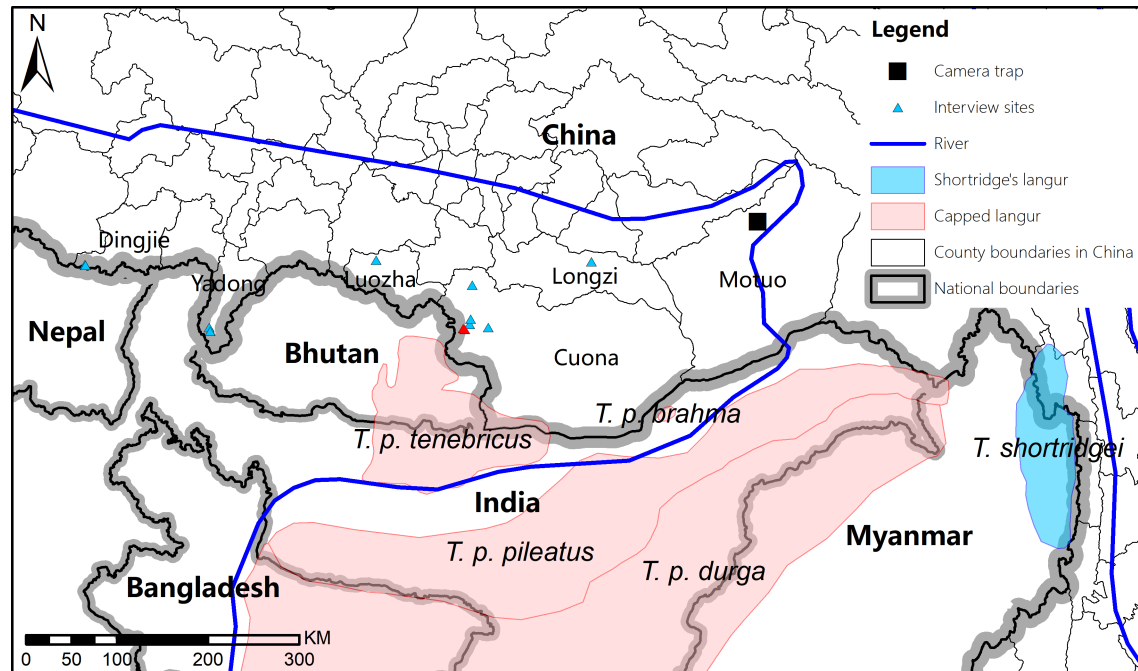 N
Legend
Camera trap
Interview sites
River
Shortridge's langur
Capped langur
County boundaries in China
National boundaries
China
Dingjie
Yadong
Luozha
Longzi
Motuo
Nepal
Bhutan
Cuona
T. p. brahma
T. p. tenebricus
T. shortridgei
India
Myanmar
T. p. pileatus
T. p. durga
Bangladesh
KM
0 50 100 200 300